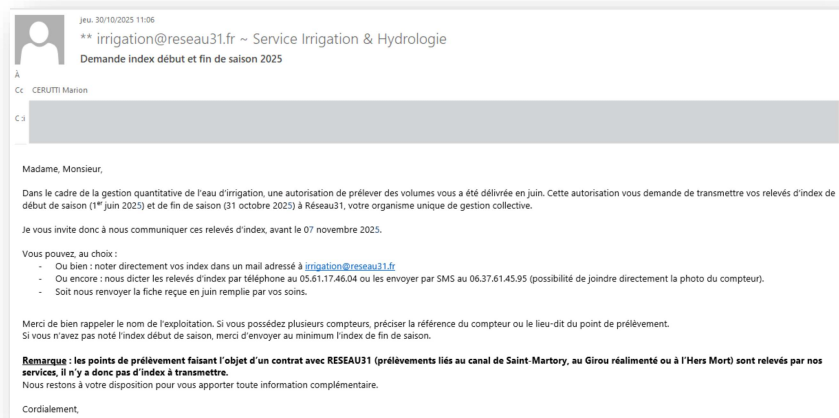 jeu. 30/10/2025 11:06
** irrigation@reseau31.fr ~ Service Irrigation & Hydrologie
Demande index début et fin de saison 2025
À
Cc CERUTTI Marion
Cci
Madame, Monsieur,
Dans le cadre de la gestion quantitative de l'eau d'irrigation, une autorisation de prélever des volumes vous a été délivrée en juin. Cette autorisation vous demande de transmettre vos relevés d'index de
début de saison (1er juin 2025) et de fin de saison (31 octobre 2025) à Réseau31, votre organisme unique de gestion collective.
Je vous invite donc à nous communiquer ces relevés d'index, avant le 07 novembre 2025.
Vous pouvez, au choix :
- Ou bien : noter directement vos index dans un mail adressé à irrigation@reseau31.fr
- Ou encore : nous dicter les relevés d'index par téléphone au 05.61.17.46.04 ou les envoyer par SMS au 06.37.61.45.95 (possibilité de joindre directement la photo du compteur).
- Soit nous renvoyer la fiche reçue en juin remplie par vos soins.
Merci de bien rappeler le nom de l'exploitation. Si vous possédez plusieurs compteurs, préciser la référence du compteur ou le lieu-dit du point de prélèvement.
Si vous n'avez pas noté l'index début de saison, merci d'envoyer au minimum l'index de fin de saison.
Remarque : les points de prélèvement faisant l'objet d'un contrat avec RESEAU31 (prélèvements liés au canal de Saint-Martory, au Girou réalimenté ou à l'Hers Mort) sont relevés par nos
services, il n'y a donc pas d'index à transmettre.
Nous restons à votre disposition pour vous apporter toute information complémentaire.
Cordialement,